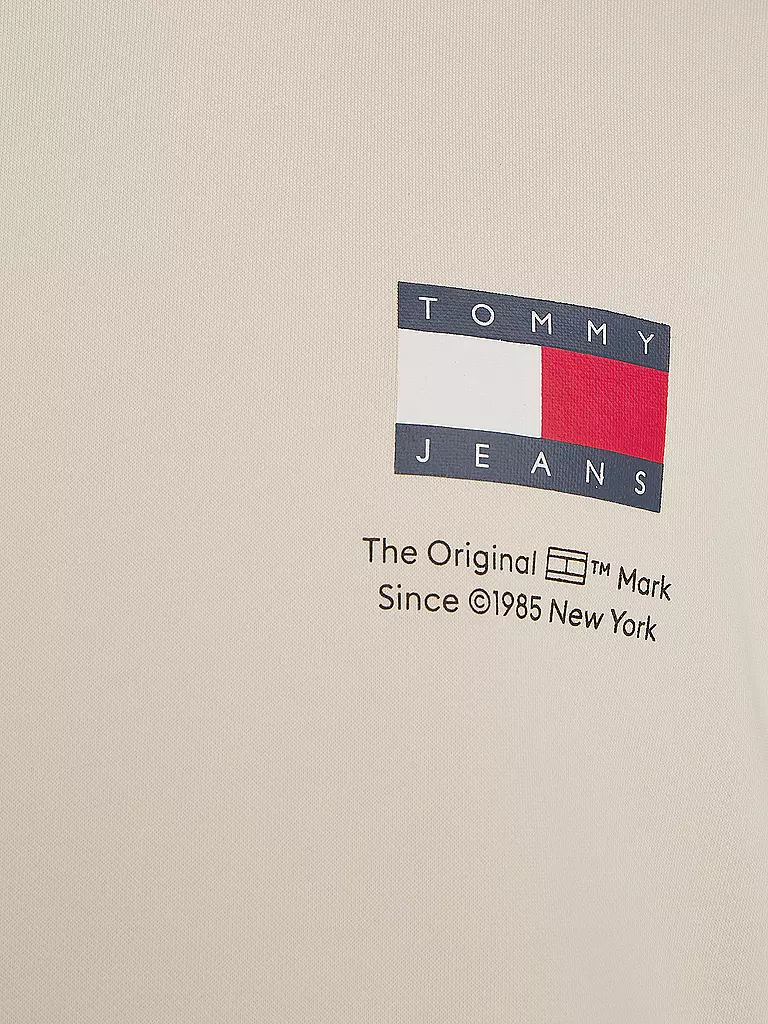 TOMMY
JEANS
The Original ™ Mark
Since ©1985 New York